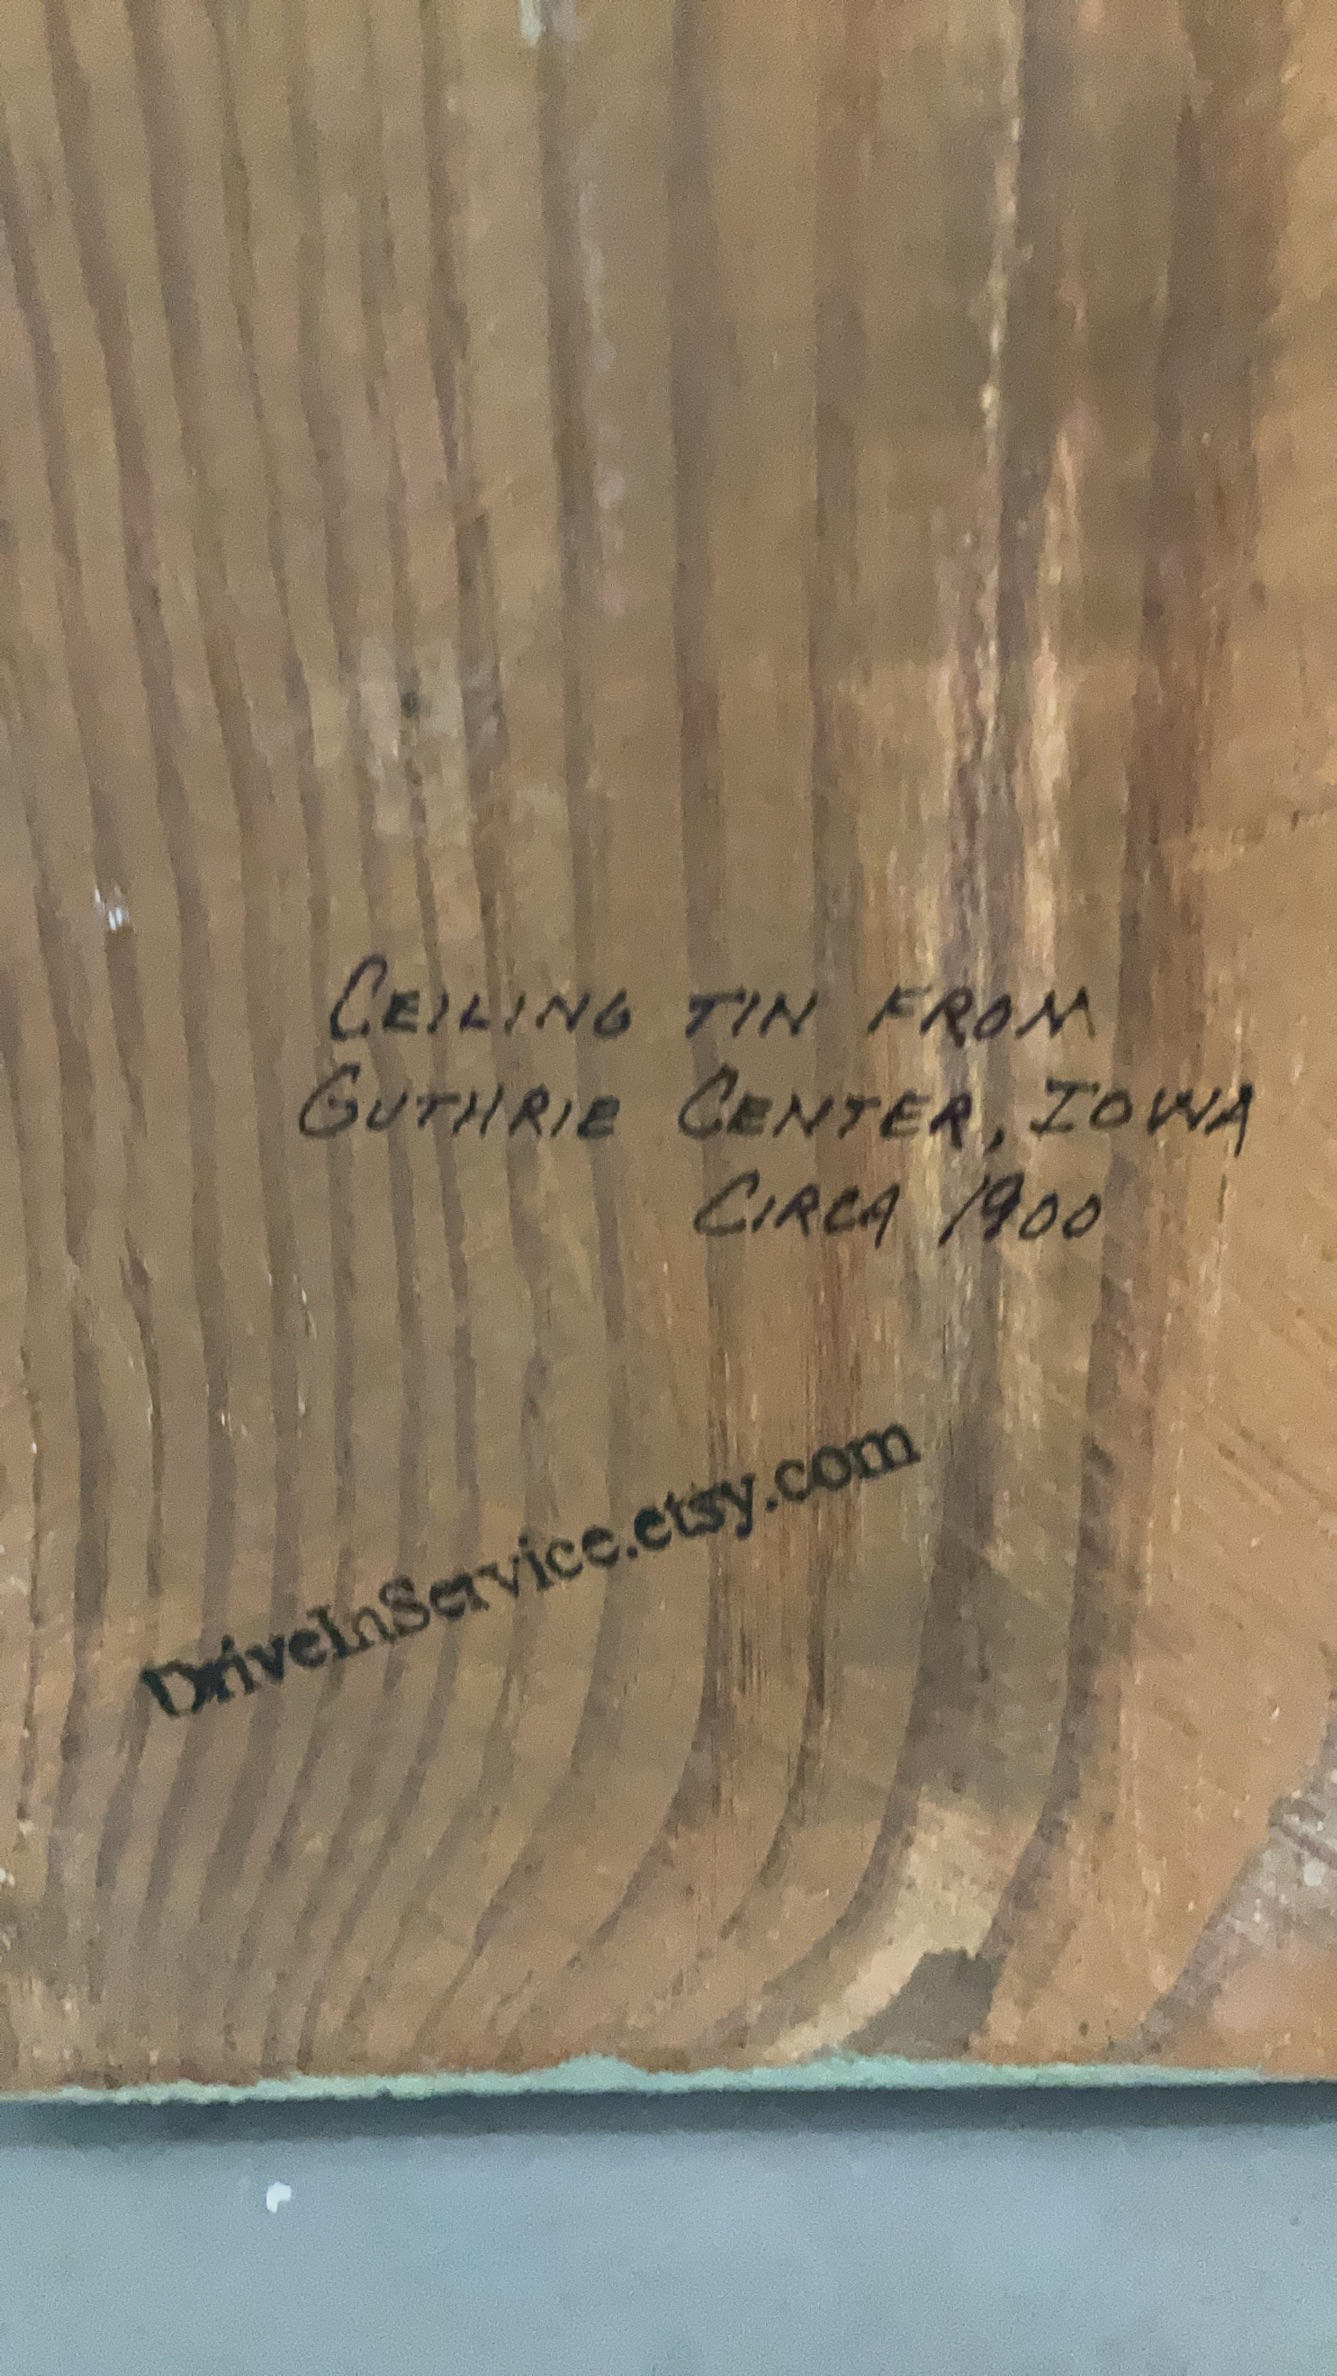 CEILING TIN FROM
GUTHRIE CENTER, IOWA
CIRCA 1900
DriveInService.etsy.com